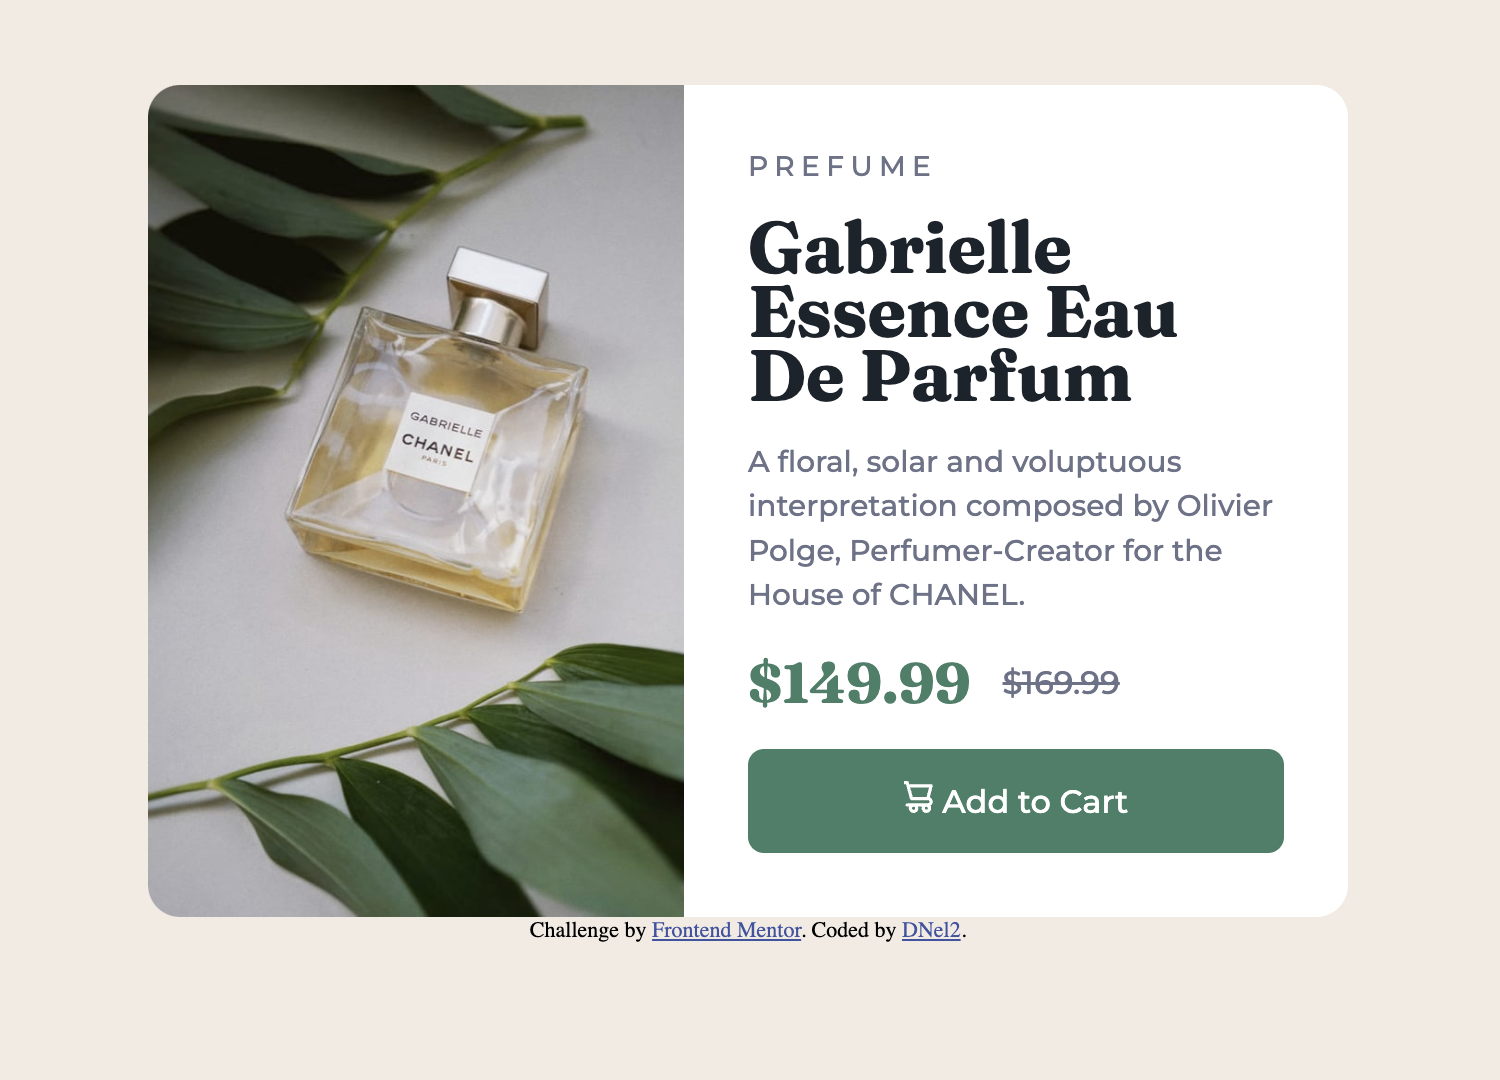 GABRIELLE
CHANEL
PARIS
PREFUME
Gabrielle
Essence Eau
De Parfum
A floral, solar and voluptuous
interpretation composed by Olivier
Polge, Perfumer-Creator for the
House of CHANEL.
$149.99 $169.99
Add to Cart
Challenge by Frontend Mentor. Coded by DNel2.